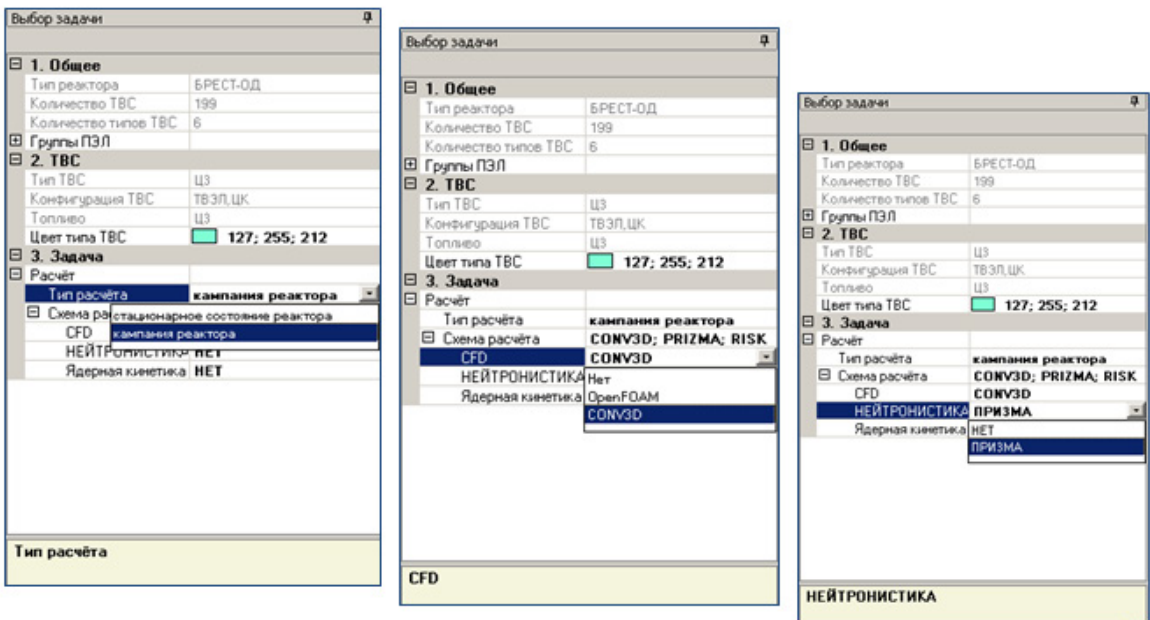 Выбор задачи
1. Общее
Тип реактора БРЕСТ-ОД
Количество ТВС 199
Количество типов ТВС 6
Группы ПЭЛ
2. ТВС
Тип ТВС ЦЗ
Конфигурация ТВС ТВЭЛ,ЦК
Топливо ЦЗ
Цвет типа ТВС 127; 255; 212
3. Задача
Расчёт
Тип расчёта кампания реактора
Схема ра стационарное состояние реактора
CFD кампания реактора
НЕЙТРОНИСТИКА НЕТ
Ядерная кинетика НЕТ
Тип расчёта
Выбор задачи
1. Общее
Тип реактора БРЕСТ-ОД
Количество ТВС 199
Количество типов ТВС 6
Группы ПЭЛ
2. ТВС
Тип ТВС ЦЗ
Конфигурация ТВС ТВЭЛ,ЦК
Топливо ЦЗ
Цвет типа ТВС 127; 255; 212
3. Задача
Расчёт
Тип расчёта кампания реактора
Схема расчёта CONV3D; PRIZMA; RISK
CFD CONV3D
НЕЙТРОНИСТИКА Нет
Ядерная кинетика OpenFOAM
CONV3D
CFD
Выбор задачи
1. Общее
Тип реактора БРЕСТ-ОД
Количество ТВС 199
Количество типов ТВС 6
Группы ПЭЛ
2. ТВС
Тип ТВС ЦЗ
Конфигурация ТВС ТВЭЛ,ЦК
Топливо ЦЗ
Цвет типа ТВС 127; 255; 212
3. Задача
Расчёт
Тип расчёта кампания реактора
Схема расчёта CONV3D; PRIZMA; RISK
CFD CONV3D
НЕЙТРОНИСТИКА ПРИЗМА
Ядерная кинетика НЕТ
ПРИЗМА
НЕЙТРОНИСТИКА